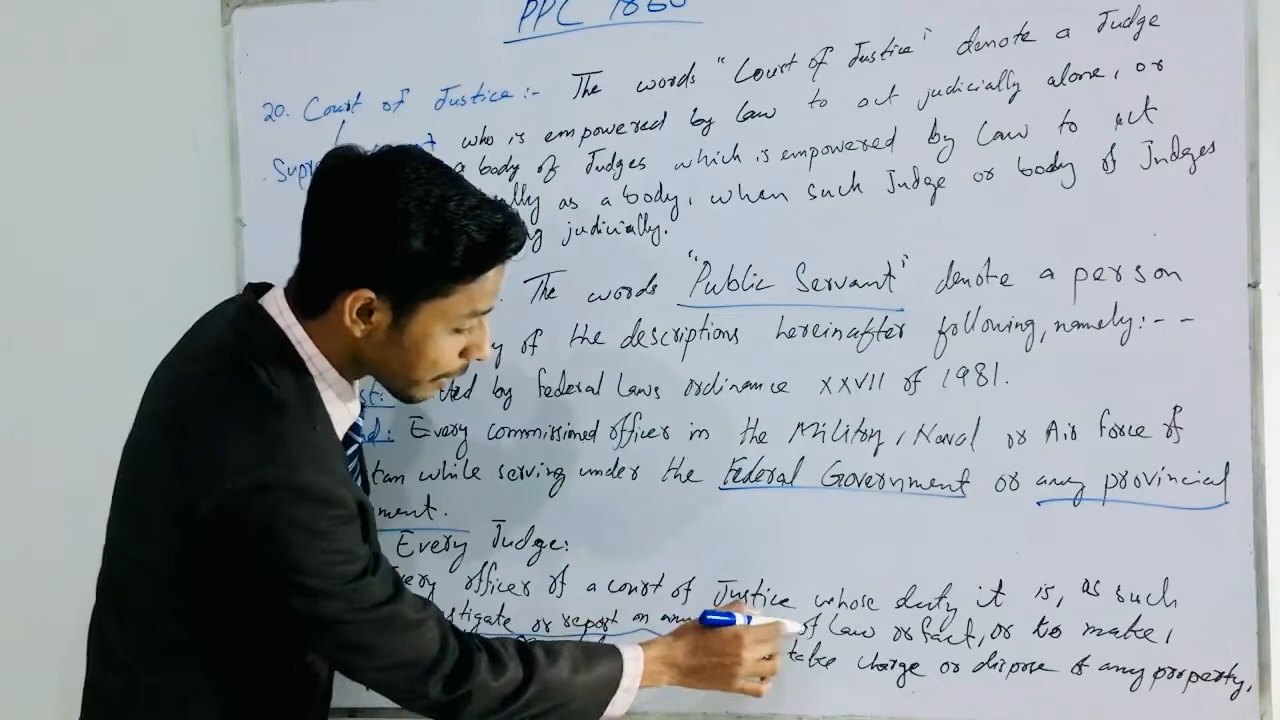 PPC 1860
20. Court of Justice :- The words "Court of Justice" denote a Judge
who is empowered by Law to act judicially alone, or
a body of Judges which is empowered by Law to act
as a body, when such Judge or body of Judges
judicially.
The words "Public Servant" denote a person
of the descriptions hereinafter following, namely:--
by Federal Laws ordinance XXVII of 1981.
Every commissioned officer in the Military, Naval or Air Force of
while serving under the Federal Government or any provincial
Every Judge:
officer of a court of Justice whose duty it is, as such
or report on any of Law or fact, or to make,
take charge or dispose of any property,